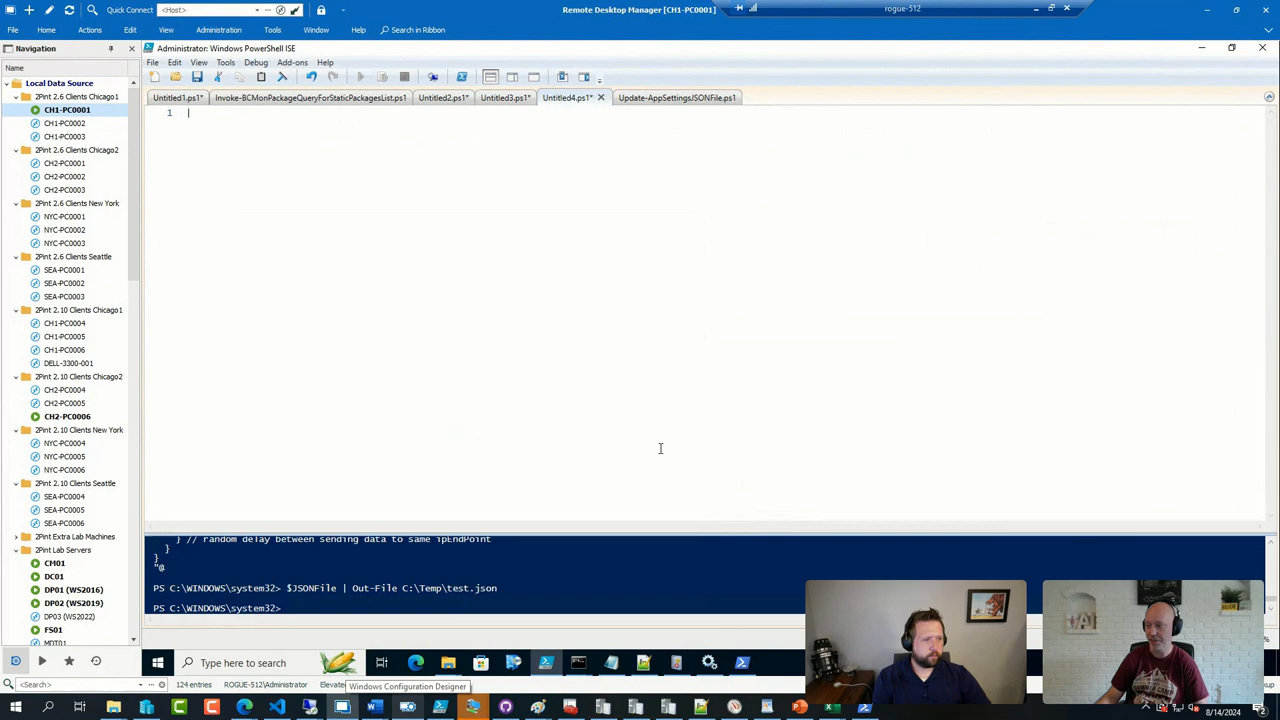 <Host>
Remote Desktop Manager [CH1-PC0001]
rogue-512
File Home Actions Edit View Administration Tools Window Help Search in Ribbon
Navigation
Name
Local Data Source
2Pint 2.6 Clients Chicago1
CH1-PC0001
CH1-PC0002
CH1-PC0003
2Pint 2.6 Clients Chicago2
CH2-PC0001
CH2-PC0002
CH2-PC0003
2Pint 2.6 Clients New York
NYC-PC0001
NYC-PC0002
NYC-PC0003
2Pint 2.6 Clients Seattle
SEA-PC0001
SEA-PC0002
SEA-PC0003
2Pint 2.10 Clients Chicago1
CH1-PC0004
CH1-PC0005
CH1-PC0006
DELL-3300-001
2Pint 2.10 Clients Chicago2
CH2-PC0004
CH2-PC0005
CH2-PC0006
2Pint 2.10 Clients New York
NYC-PC0004
NYC-PC0005
NYC-PC0006
2Pint 2.10 Clients Seattle
SEA-PC0004
SEA-PC0005
SEA-PC0006
2Pint Extra Lab Machines
2Pint Lab Servers
CM01
DC01
DP01 (WS2016)
DP02 (WS2019)
DP03 (WS2022)
FS01
MDT01
Administrator: Windows PowerShell ISE
File Edit View Tools Debug Add-ons Help
Untitled1.ps1* Invoke-BCMonPackageQueryForStaticPackagesList.ps1 Untitled2.ps1* Untitled3.ps1* Untitled4.ps1* Update-AppSettingsJSONFile.ps1
1
} // random delay between sending data to same ipEndPoint
}
}
"@
PS C:\WINDOWS\system32> $JSONFile | Out-File C:\Temp\test.json
PS C:\WINDOWS\system32>
Type here to search
<Search>
124 entries
ROGUE-512\Administrator
Windows Configuration Designer
8/14/2024